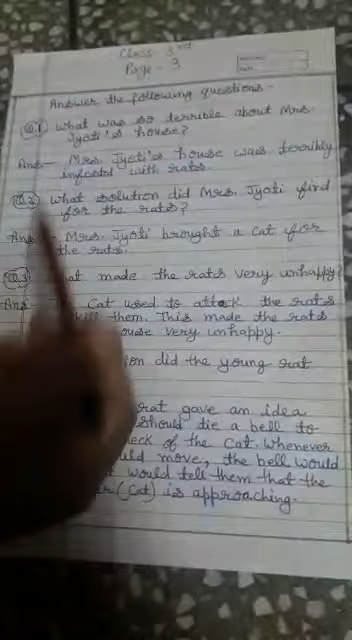 Class 3rd
Page - 3
Answer the following questions -
Q.1 What was so terrible about Mrs.
Jyoti's house?
Ans - Mrs. Jyoti's house was terribly
infested with rats.
Q.2 What solution did Mrs. Jyoti find
for the rats?
Ans - Mrs. Jyoti brought a cat for
the rats.
Q.3 hat made the rats very unhappy?
Ans - Cat used to attack the rats
kill them. This made the rats
ouse very unhappy.
ion did the young rat
rat gave an idea
should tie a bell to
eck of the Cat. Whenever
uld move, the bell would
would tell them that the
(Cat) is approaching.